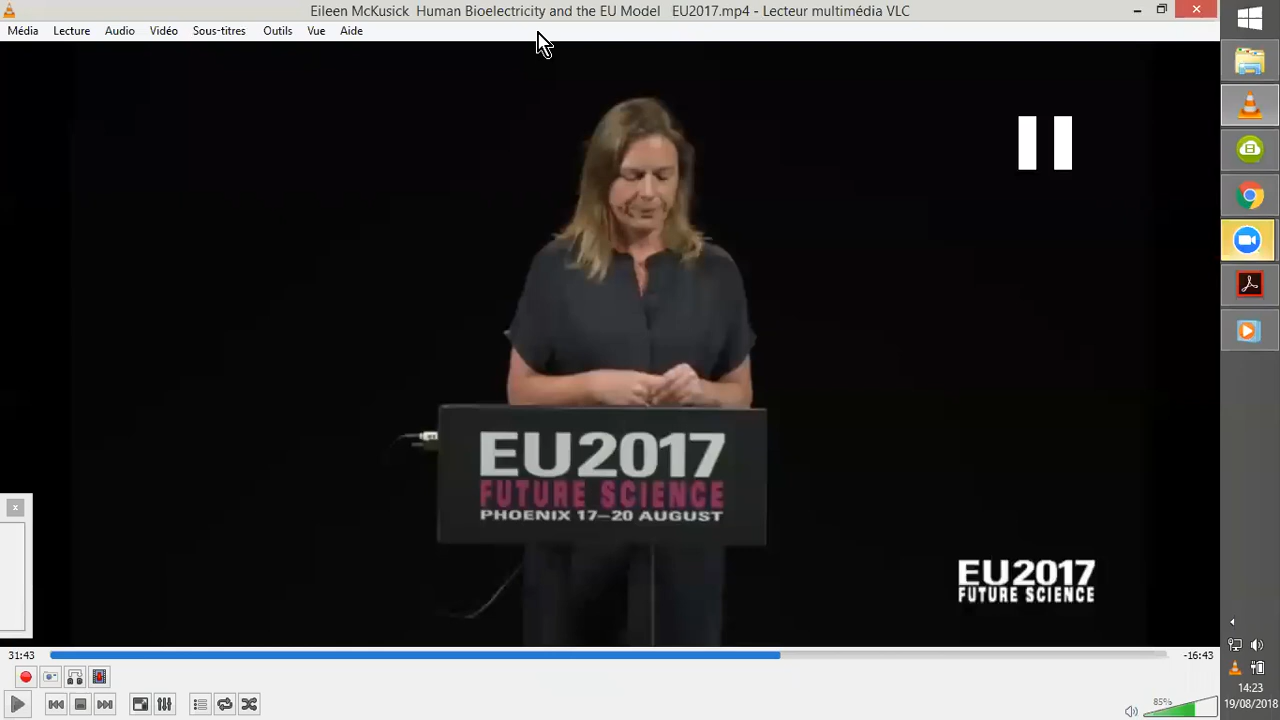 Eileen McKusick Human Bioelectricity and the EU Model EU2017.mp4 - Lecteur multimédia VLC
Média Lecture Audio Vidéo Sous-titres Outils Vue Aide
EU2017
FUTURE SCIENCE
PHOENIX 17–20 AUGUST
EU2017
FUTURE SCIENCE
31:43
-16:43
85%
14:23
19/08/2018